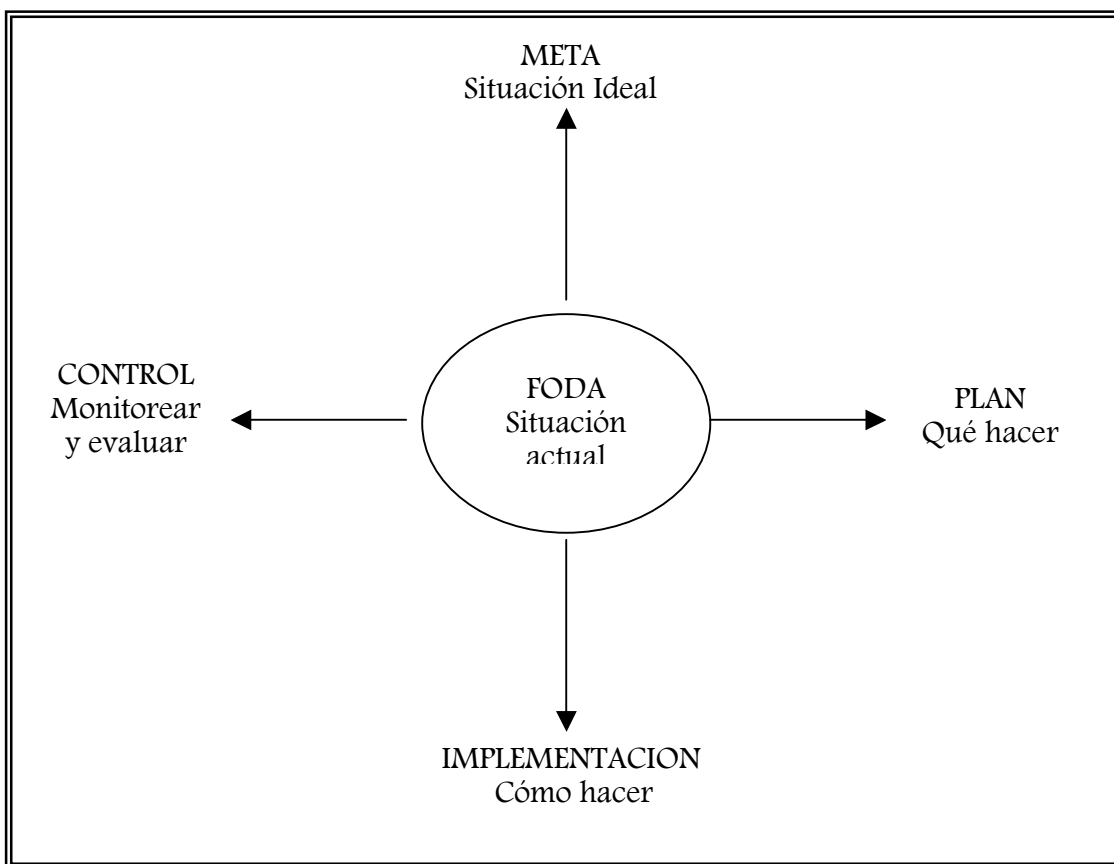 META
Situación Ideal
CONTROL
Monitorear
y evaluar
FODA
Situación
actual
PLAN
Qué hacer
IMPLEMENTACION
Cómo hacer